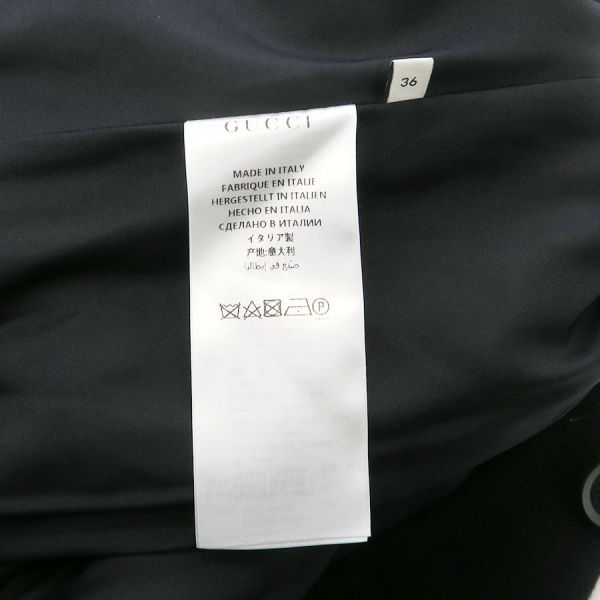 36
GUCCI
MADE IN ITALY
FABRIQUE EN ITALIE
HERGESTELLT IN ITALIEN
HECHO EN ITALIA
СДЕЛАНО В ИТАЛИИ
イタリア製
产地:意大利
صنع في إيطاليا
P